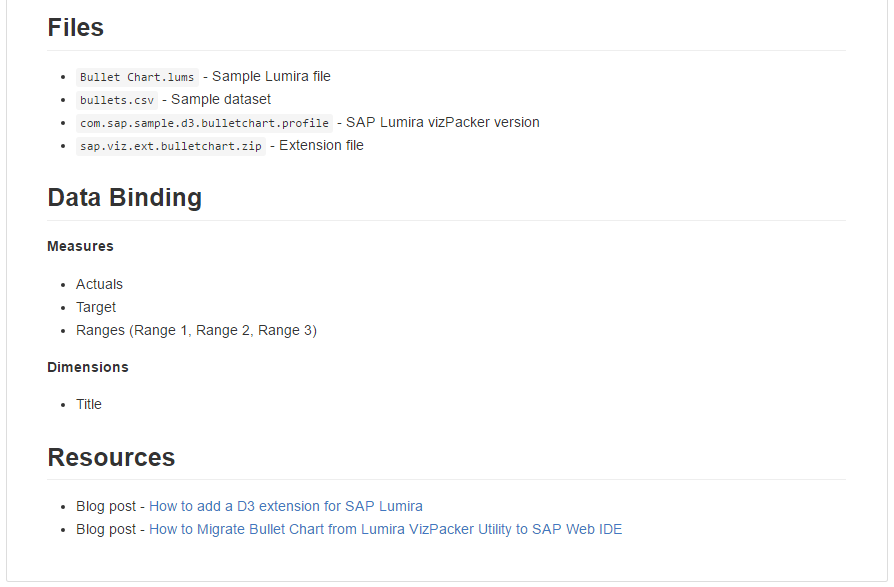 Files
Bullet Chart.lums - Sample Lumira file
bullets.csv - Sample dataset
com.sap.sample.d3.bulletchart.profile - SAP Lumira vizPacker version
sap.viz.ext.bulletchart.zip - Extension file
Data Binding
Measures
Actuals
Target
Ranges (Range 1, Range 2, Range 3)
Dimensions
Title
Resources
Blog post - How to add a D3 extension for SAP Lumira
Blog post - How to Migrate Bullet Chart from Lumira VizPacker Utility to SAP Web IDE